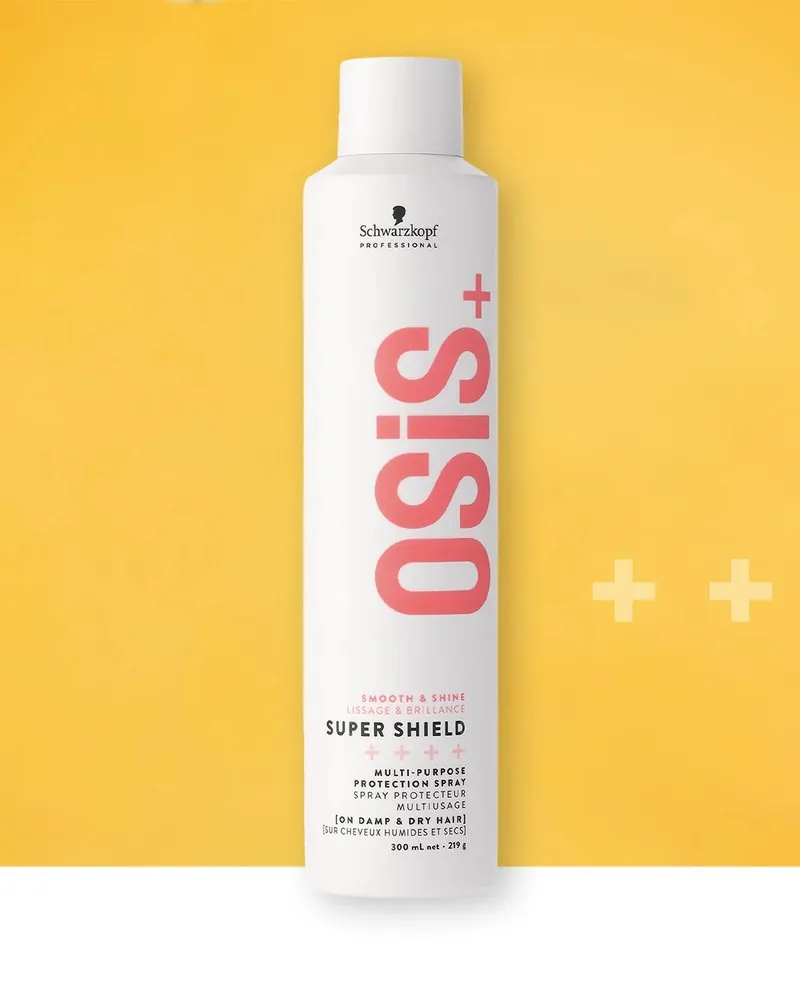 Schwarzkopf
PROFESSIONAL
OSiS+
SMOOTH & SHINE
LISSAGE & BRILLANCE
SUPER SHIELD
++++
MULTI-PURPOSE
PROTECTION SPRAY
SPRAY PROTECTEUR
MULTIUSAGE
[ON DAMP & DRY HAIR]
[SUR CHEVEUX HUMIDES ET SECS]
300 mL net · 219 g
++